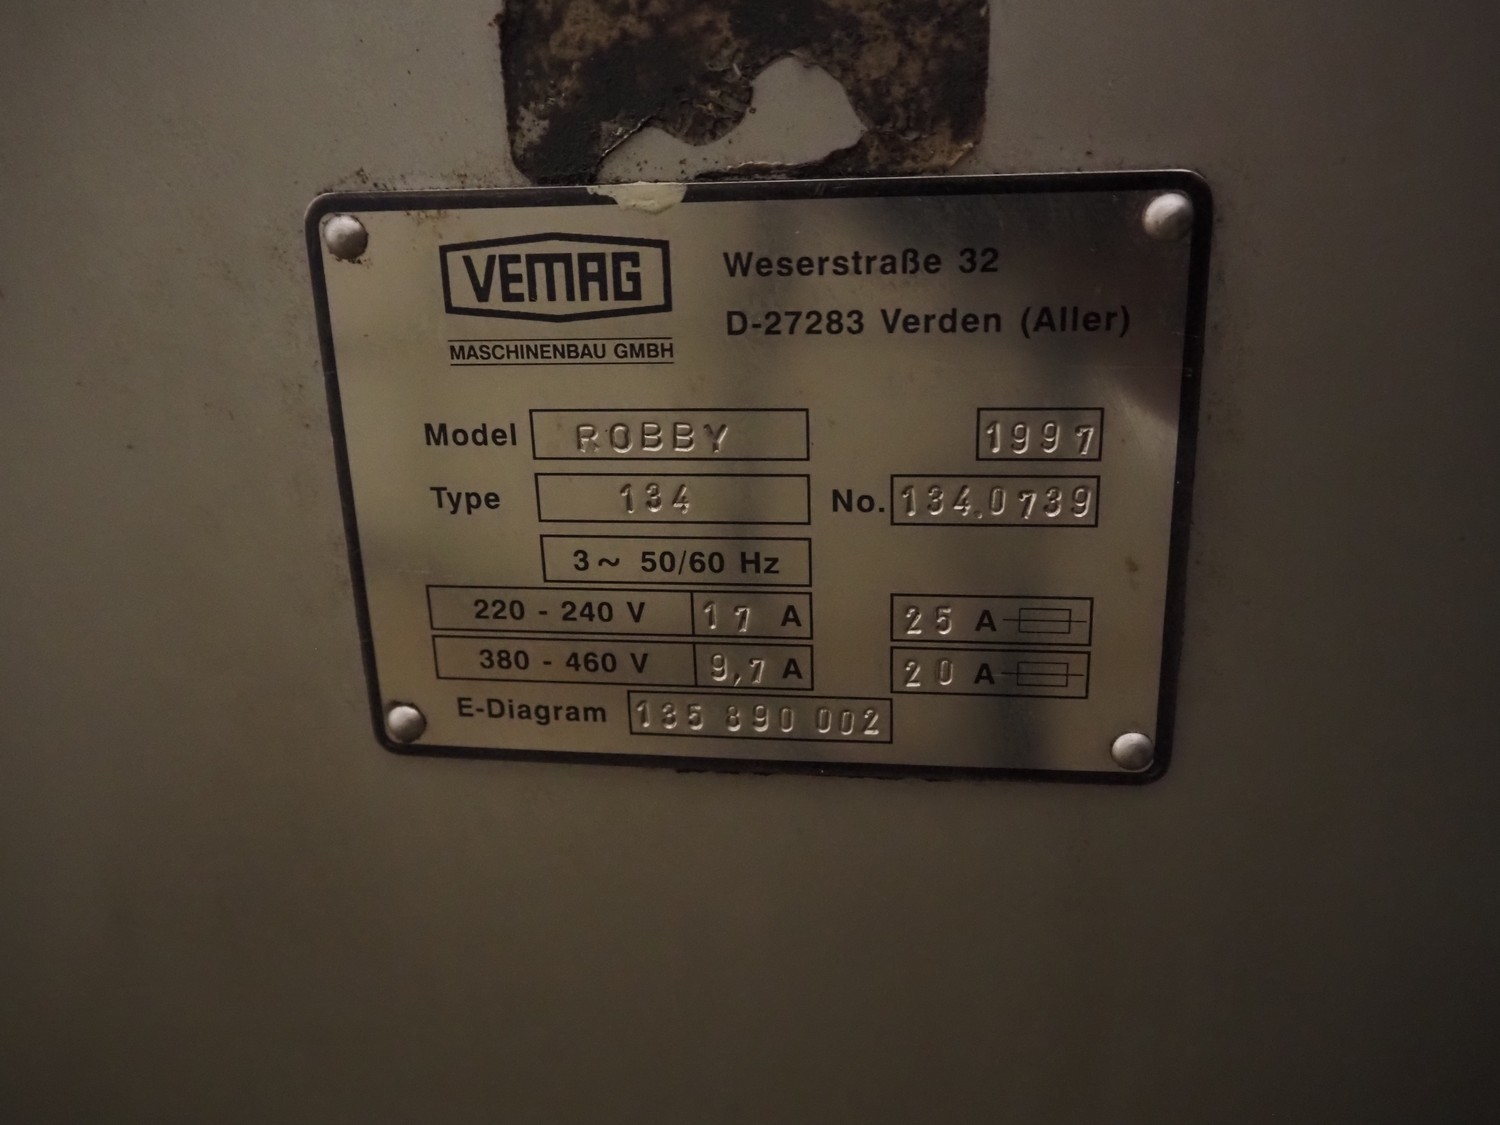 VEMAG
MASCHINENBAU GMBH
Weserstraße 32
D-27283 Verden (Aller)
Model ROBBY 1997
Type 134 No. 134.0739
3 ~ 50/60 Hz
220 - 240 V 17 A 25 A
380 - 460 V 9,7 A 20 A
E-Diagram 135 890 002